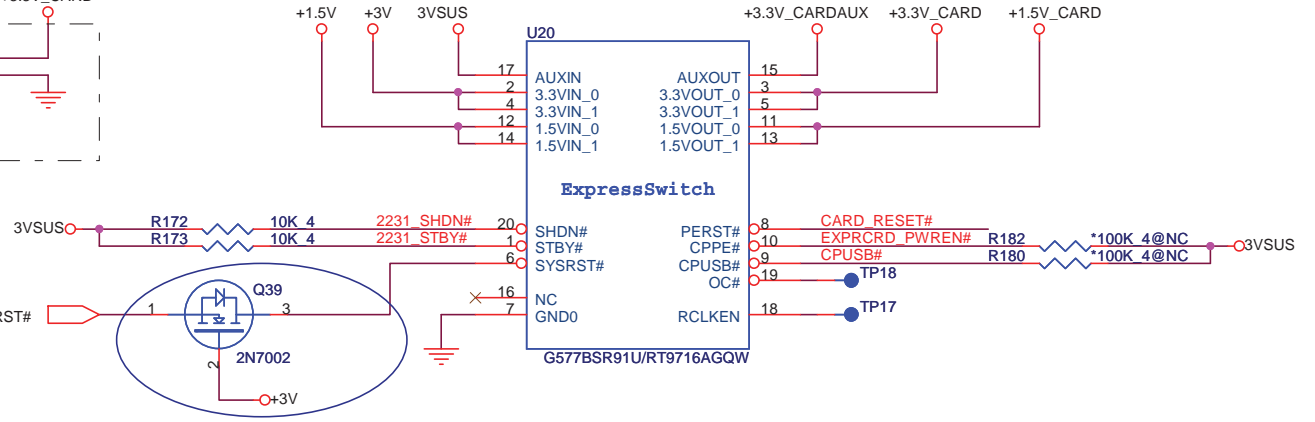 +1.5V +3V 3VSUS +3.3V_CARDAUX +3.3V_CARD +1.5V_CARD
U20
17 AUXIN AUXOUT 15
2 3.3VIN_0 3.3VOUT_0 3
4 3.3VIN_1 3.3VOUT_1 5
12 1.5VIN_0 1.5VOUT_0 11
14 1.5VIN_1 1.5VOUT_1 13
ExpressSwitch
3VSUS R172 10K_4 2231_SHDN# 20 SHDN# PERST# 8 CARD_RESET#
R173 10K_4 2231_STBY# 1 STBY# CPPE# 10 EXPRCRD_PWREN# R182 *100K_4@NC 3VSUS
6 SYSRST# CPUSB# 9 CPUSB# R180 *100K_4@NC
OC# 19 TP18
16 NC
7 GND0 RCLKEN 18 TP17
RST# 1 Q39 3
2N7002
2
+3V
G577BSR91U/RT9716AGQW